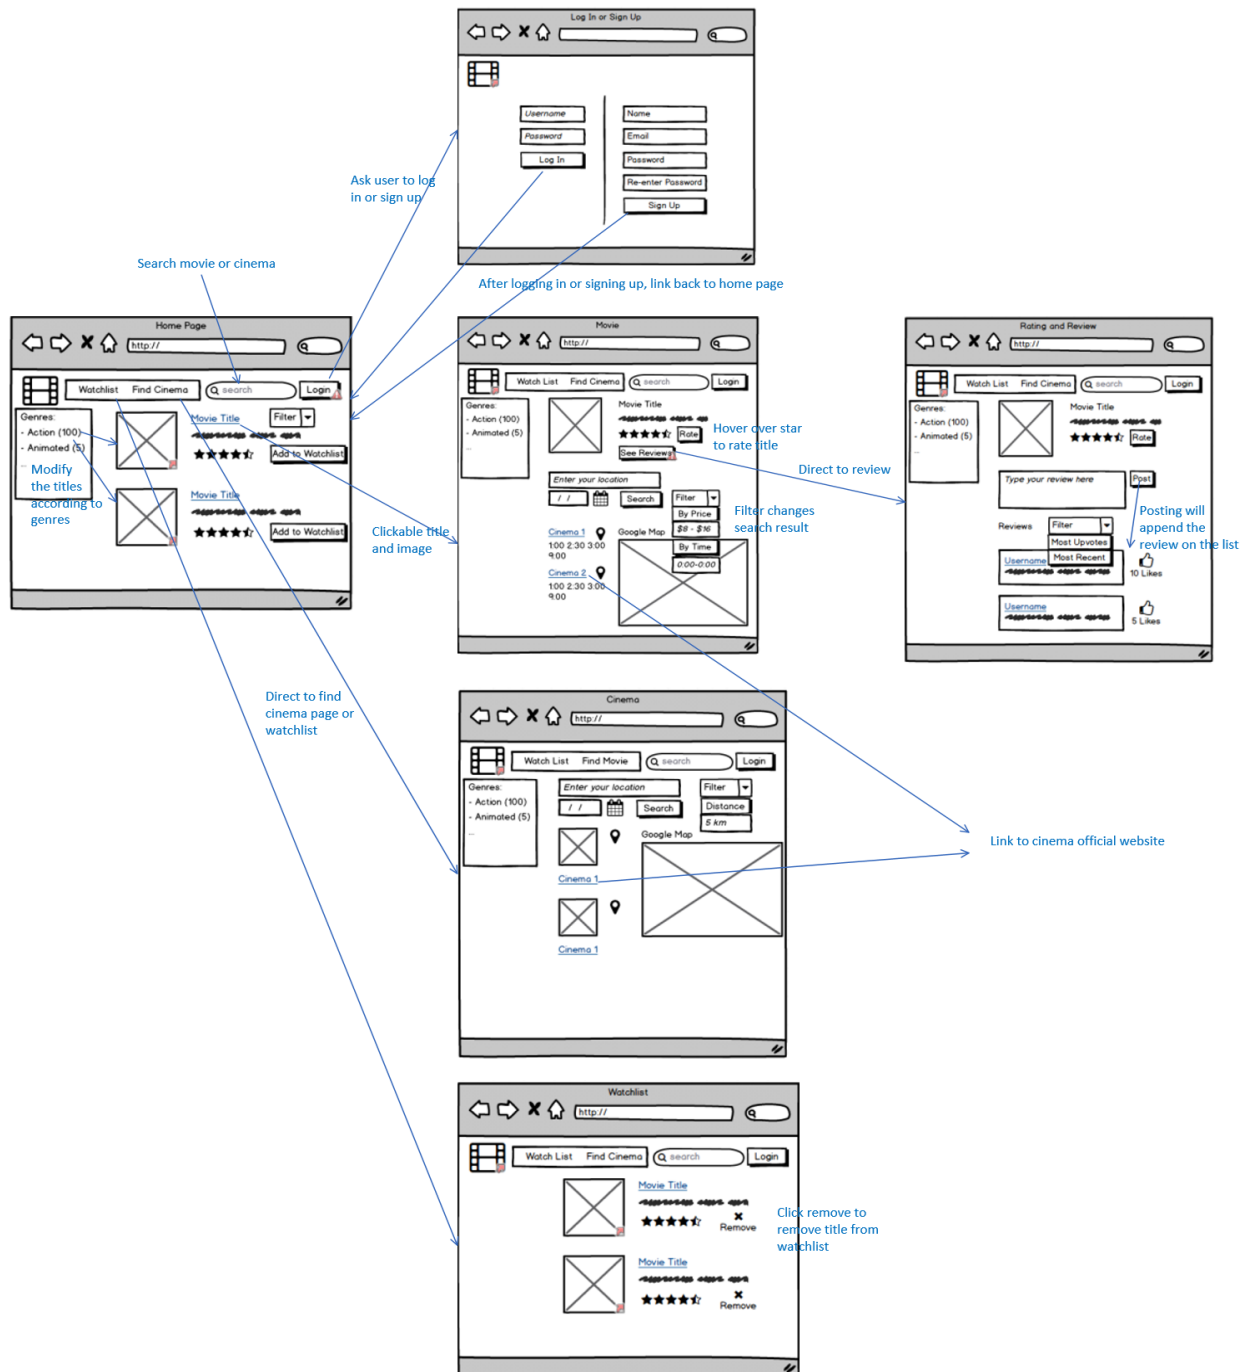 Log In or Sign Up
Username
Password
Log In
Name
Email
Password
Re-enter Password
Sign Up
Ask user to log
in or sign up
Search movie or cinema
After logging in or signing up, link back to home page
Home Page
http://
Watchlist Find Cinema
search
Login
Genres:
- Action (100)
- Animated (5)
...
Movie Title
Filter
Add to Watchlist
Movie Title
Add to Watchlist
Modify
the titles
according to
genres
Clickable title
and image
Movie
http://
Watch List Find Cinema
search
Login
Genres:
- Action (100)
- Animated (5)
...
Movie Title
Rate
See Reviews
Hover over star
to rate title
Enter your location
/ /
Search
Filter
By Price
$8 - $16
By Time
0:00-0:00
Filter changes
search result
Cinema 1
1:00 2:30 3:00
9:00
Cinema 2
1:00 2:30 3:00
9:00
Google Map
Direct to review
Rating and Review
http://
Watch List Find Cinema
search
Login
Genres:
- Action (100)
- Animated (5)
...
Movie Title
Rate
Type your review here
Post
Posting will
append the
review on the list
Reviews
Filter
Most Upvotes
Most Recent
Username
10 Likes
Username
5 Likes
Direct to find
cinema page or
watchlist
Cinema
http://
Watch List Find Movie
search
Login
Genres:
- Action (100)
- Animated (5)
...
Enter your location
/ /
Search
Filter
Distance
5 km
Google Map
Cinema 1
Cinema 1
Link to cinema official website
Watchlist
http://
Watch List Find Cinema
search
Login
Movie Title
Remove
Movie Title
Remove
Click remove to
remove title from
watchlist